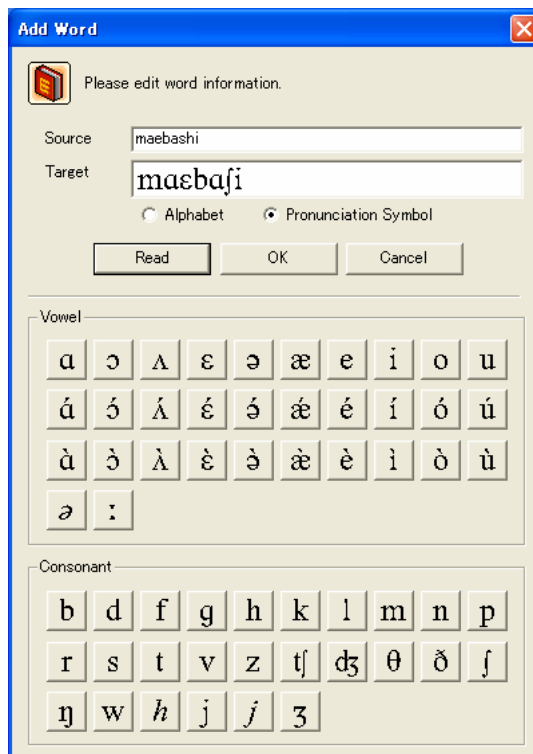 Add Word
Please edit word information.
Source maebashi
Target mɑɛbɑʃi
Alphabet Pronunciation Symbol
Read OK Cancel
Vowel
ɑ ɔ ʌ ɛ ə æ e i o u
ɑ́ ɔ́ ʌ́ ɛ́ ə́ ǽ é í ó ú
ɑ̀ ɔ̀ ʌ̀ ɛ̀ ə̀ æ̀ è ì ò ù
ə ː
Consonant
b d f g h k l m n p
r s t v z tʃ dʒ θ ð ʃ
ŋ w h j j ʒ